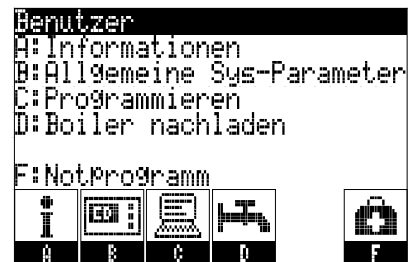 Benutzer
A:Informationen
B:Allgemeine Sys-Parameter
C:Programmieren
D:Boiler nachladen
F:Notprogramm
A B C D F